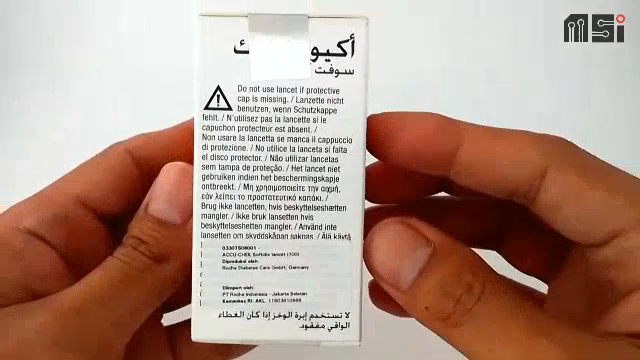 MSi
سوفت
Do not use lancet if protective
cap is missing. / Lanzette nicht
benutzen, wenn Schutzkappe
fehlt. / N'utilisez pas la lancette si le
capuchon protecteur est absent. /
Non usare la lancetta se manca il cappuccio
di protezione. / No utilice la lanceta si falta
el disco protector. / Não utilizar lancetas
sem tampa de proteção. / Het lancet niet
gebruiken indien het beschermingskapje
ontbreekt. / Μη χρησιμοποιείτε την αιχμή,
εάν λείπει το προστατευτικό καπάκι. /
Brug ikke lancetten, hvis beskyttelseshætten
mangler. / Ikke bruk lansetten hvis
beskyttelseshetten mangler. / Använd inte
lansetten om skyddskåpan saknas. / Älä käytä
03307506001
ACCU-CHEK Softclix lancet (100)
Diproduksi oleh:
Roche Diabetes Care GmbH, Germany
Diimport oleh:
PT Roche Indonesia - Jakarta Selatan
Kemenkes RI. AKL.
لا تستخدم إبرة الوخز إذا كان الغطاء
الواقي مفقود.